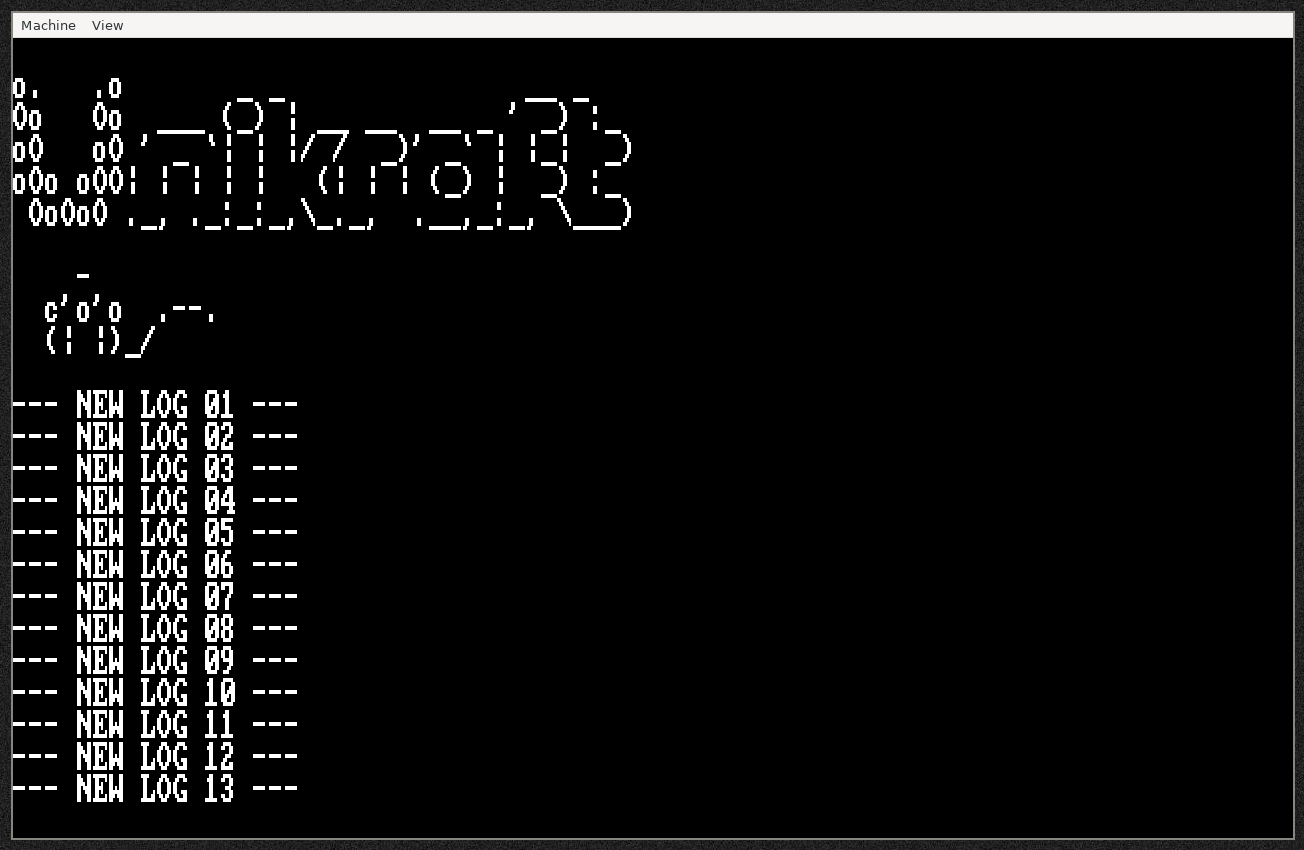 Machine View
Unikraft
--- NEW LOG 01 ---
--- NEW LOG 02 ---
--- NEW LOG 03 ---
--- NEW LOG 04 ---
--- NEW LOG 05 ---
--- NEW LOG 06 ---
--- NEW LOG 07 ---
--- NEW LOG 08 ---
--- NEW LOG 09 ---
--- NEW LOG 10 ---
--- NEW LOG 11 ---
--- NEW LOG 12 ---
--- NEW LOG 13 ---